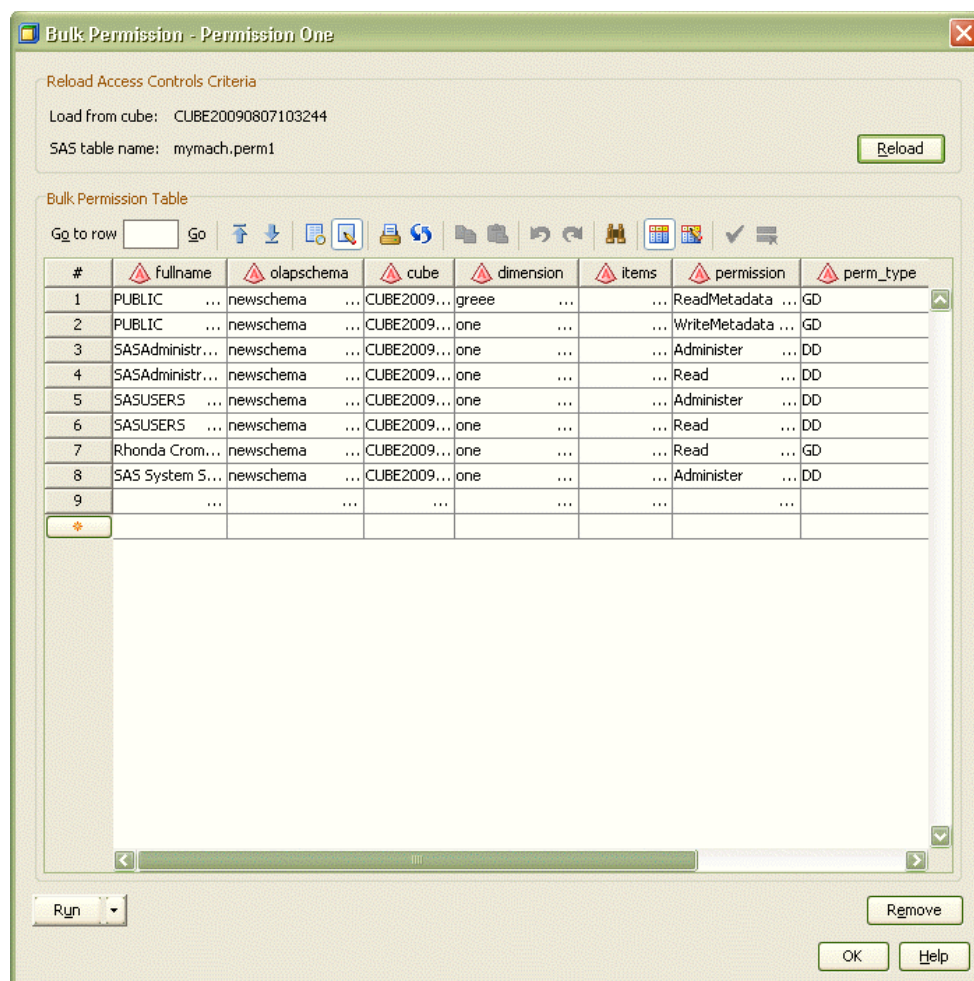 Bulk Permission - Permission One
Reload Access Controls Criteria
Load from cube: CUBE20090807103244
SAS table name: mymach.perm1
Reload
Bulk Permission Table
Go to row Go
# fullname olapschema cube dimension items permission perm_type
1 PUBLIC ... newschema ... CUBE2009... greee ... ... ReadMetadata ... GD
2 PUBLIC ... newschema ... CUBE2009... one ... ... WriteMetadata ... GD
3 SASAdministr... newschema ... CUBE2009... one ... ... Administer ... DD
4 SASAdministr... newschema ... CUBE2009... one ... ... Read ... DD
5 SASUSERS ... newschema ... CUBE2009... one ... ... Administer ... DD
6 SASUSERS ... newschema ... CUBE2009... one ... ... Read ... DD
7 Rhonda Crom... newschema ... CUBE2009... one ... ... Read ... GD
8 SAS System S... newschema ... CUBE2009... one ... ... Administer ... DD
9 ... ... ... ... ... ...
Run Remove
OK Help